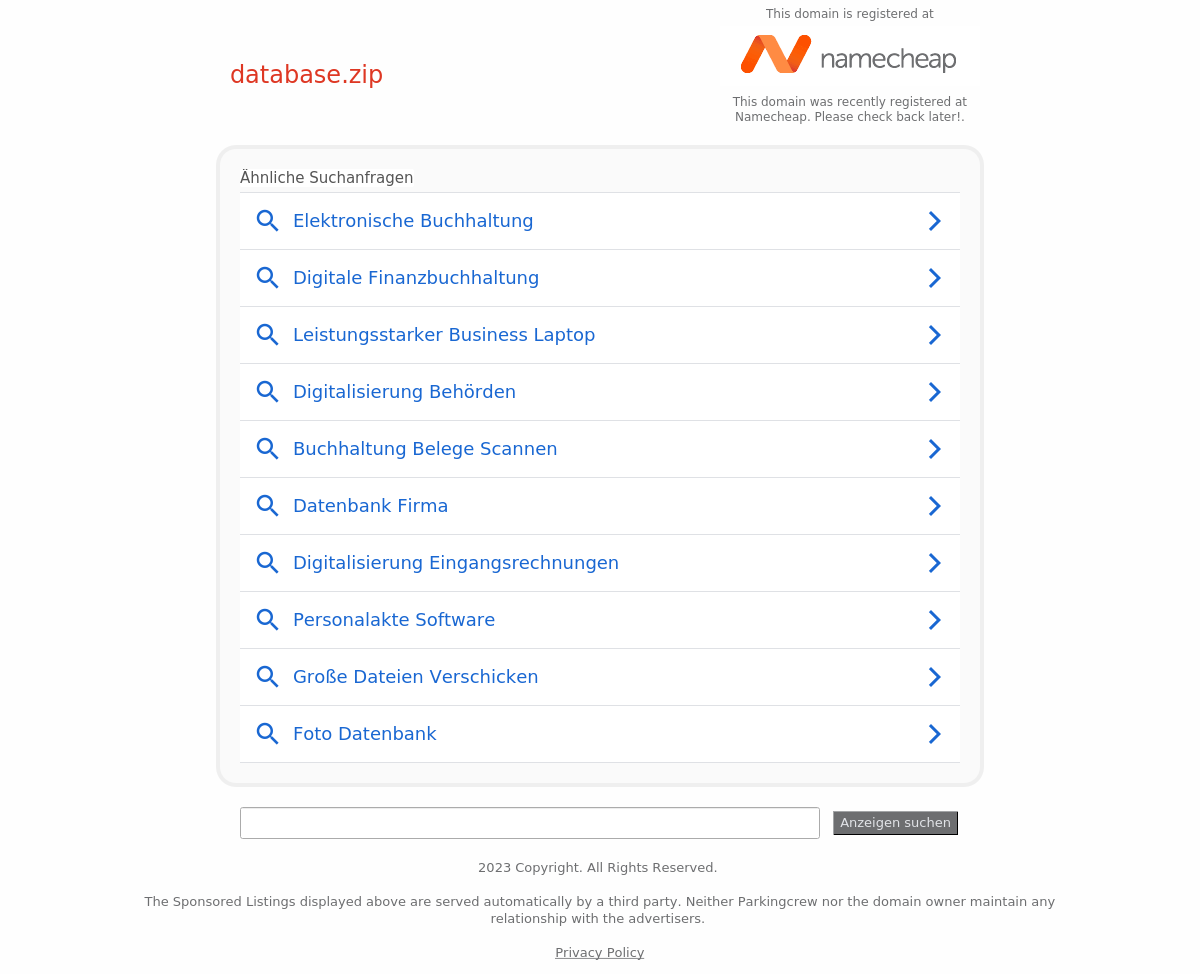 This domain is registered at
namecheap
database.zip
This domain was recently registered at
Namecheap. Please check back later!.
Ähnliche Suchanfragen
Elektronische Buchhaltung
Digitale Finanzbuchhaltung
Leistungsstarker Business Laptop
Digitalisierung Behörden
Buchhaltung Belege Scannen
Datenbank Firma
Digitalisierung Eingangsrechnungen
Personalakte Software
Große Dateien Verschicken
Foto Datenbank
Anzeigen suchen
2023 Copyright. All Rights Reserved.
The Sponsored Listings displayed above are served automatically by a third party. Neither Parkingcrew nor the domain owner maintain any
relationship with the advertisers.
Privacy Policy